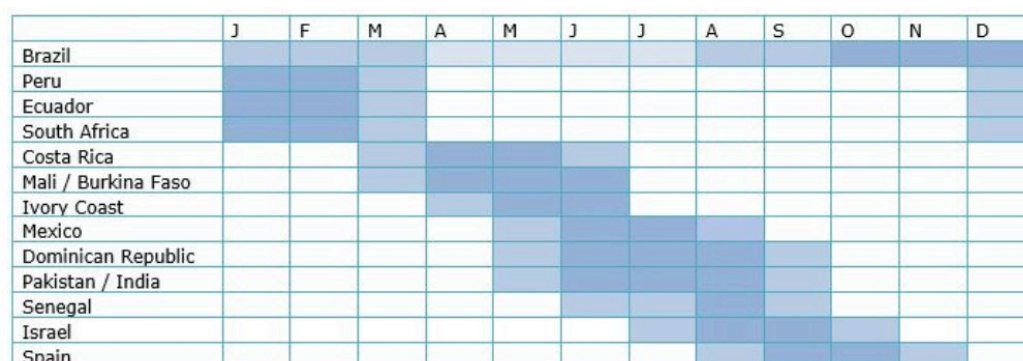 J F M A M J J A S O N D
Brazil
Peru
Ecuador
South Africa
Costa Rica
Mali / Burkina Faso
Ivory Coast
Mexico
Dominican Republic
Pakistan / India
Senegal
Israel
Spain